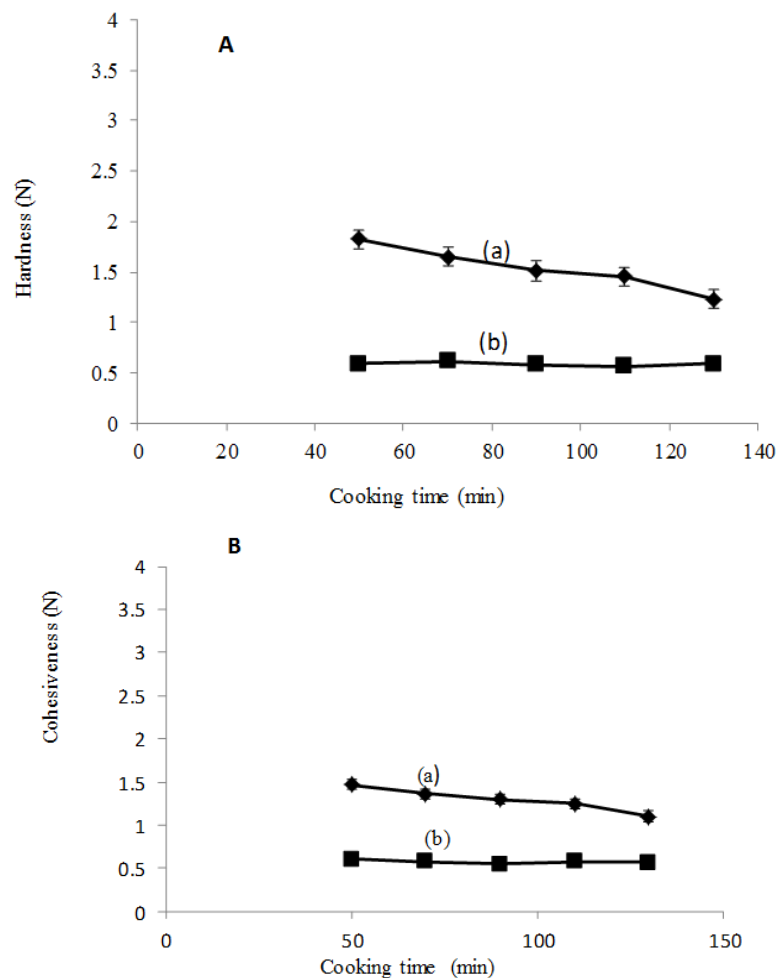 A
4
3.5
3
2.5
2
1.5
1
0.5
0
Hardness (N)
(a)
(b)
0 20 40 60 80 100 120 140
Cooking time (min)
B
4
3.5
3
2.5
2
1.5
1
0.5
0
Cohesiveness (N)
(a)
(b)
0 50 100 150
Cooking time (min)